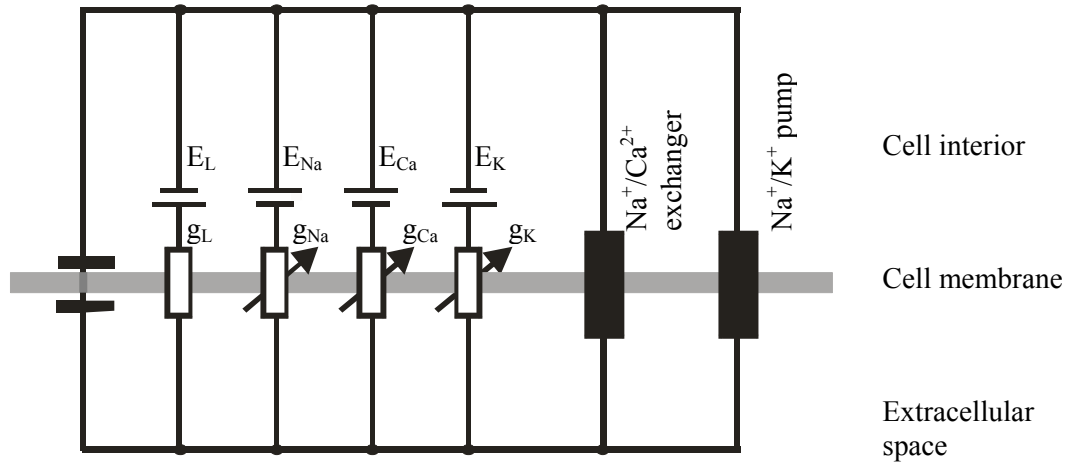 E_L
E_Na
E_Ca
E_K
g_L
g_Na
g_Ca
g_K
Na⁺/Ca²⁺
exchanger
Na⁺/K⁺ pump
Cell interior
Cell membrane
Extracellular
space